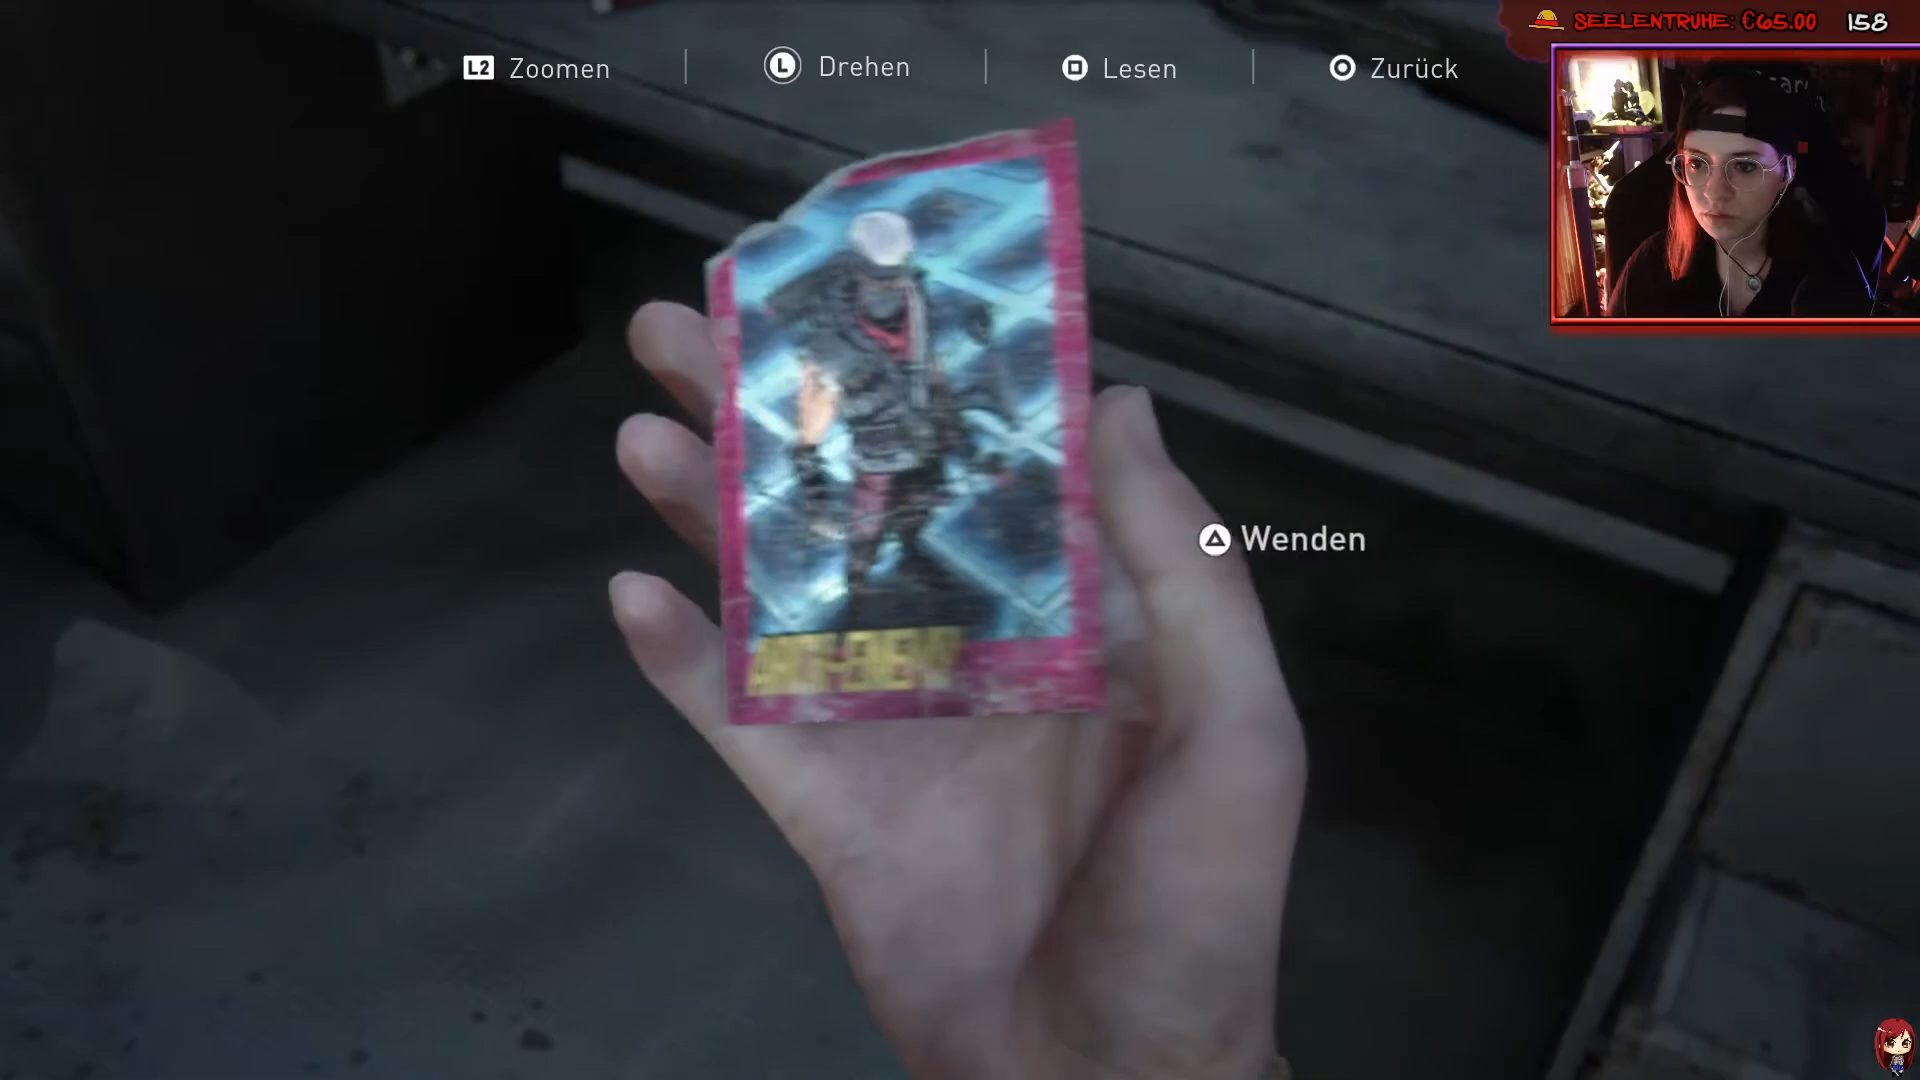 SEELENTRUHE: €65.00 158
L2 Zoomen
L Drehen
Lesen
Zurück
Wenden